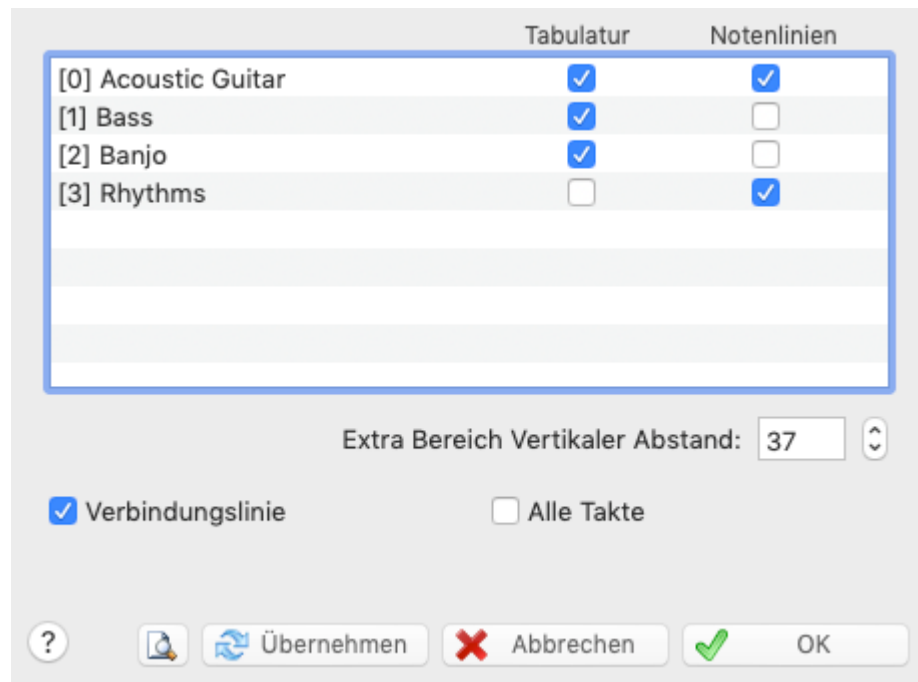 Tabulatur Notenlinien
[0] Acoustic Guitar
[1] Bass
[2] Banjo
[3] Rhythms
Extra Bereich Vertikaler Abstand: 37
Verbindungslinie Alle Takte
? Übernehmen Abbrechen OK